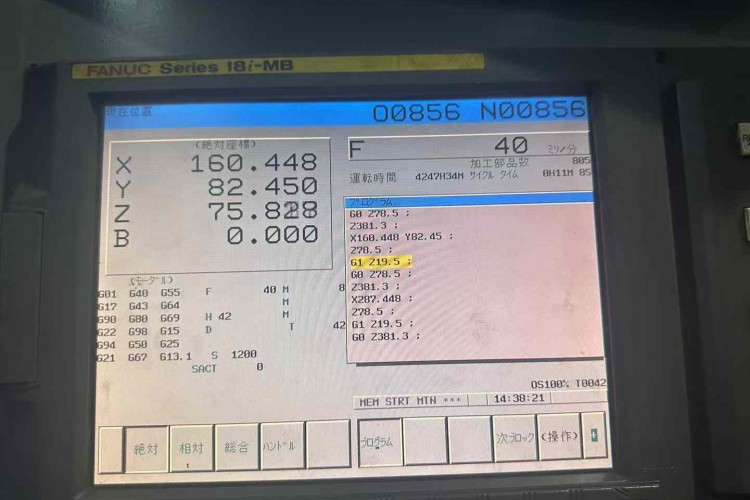 FANUC Series 18i-MB
現在位置 O0856 N00856
(絶対座標)
X 160.448
Y 82.450
Z 75.828
B 0.000
F 40 ミリ/分
加工部品数 805
運転時間 4247H34M サイクル タイム 0H11M 8S
プログラム
G0 Z78.5 ;
Z381.3 ;
X160.448 Y82.45 ;
Z78.5 ;
G1 Z19.5 ;
G0 Z78.5 ;
Z381.3 ;
X287.448 ;
Z78.5 ;
G1 Z19.5 ;
G0 Z381.3 ;
(モーダル)
G01 G40 G55 F 40 M 8
G17 G43 G64 M
G90 G80 G69 H 42 M
G22 G98 G15 D T 42
G94 G50 G25
G21 G67 G13.1 S 1200
SACT 0
OS100% T0042
MEM STRT MTN *** 14:38:21
絶対 相対 総合 ハンドル プログラム 次ブロック (操作)